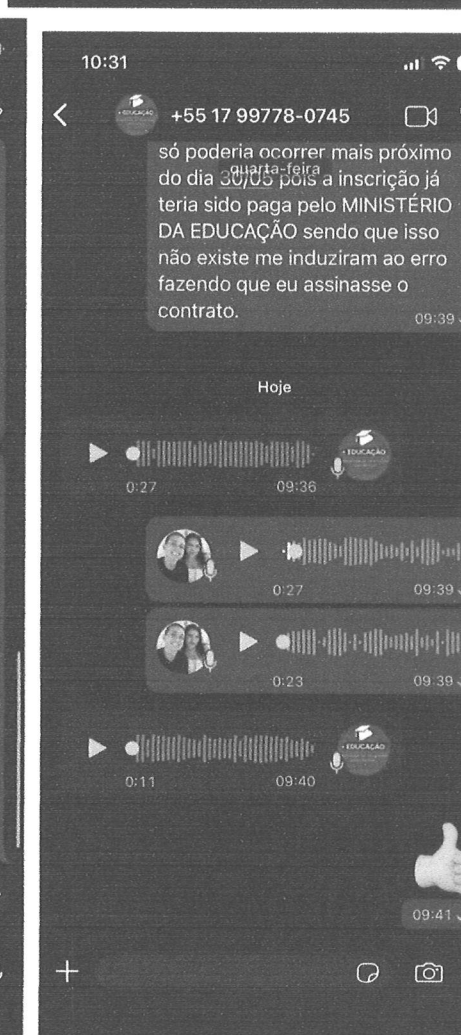 10:31
+ EDUCAÇÃO
+55 17 99778-0745
só poderia ocorrer mais próximo
quarta-feira
do dia 30/05 pois a inscrição já
teria sido paga pelo MINISTÉRIO
DA EDUCAÇÃO sendo que isso
não existe me induziram ao erro
fazendo que eu assinasse o
contrato.
09:39
Hoje
+ EDUCAÇÃO
0:27
09:36
0:27
09:39
0:23
09:39
+ EDUCAÇÃO
0:11
09:40
09:41